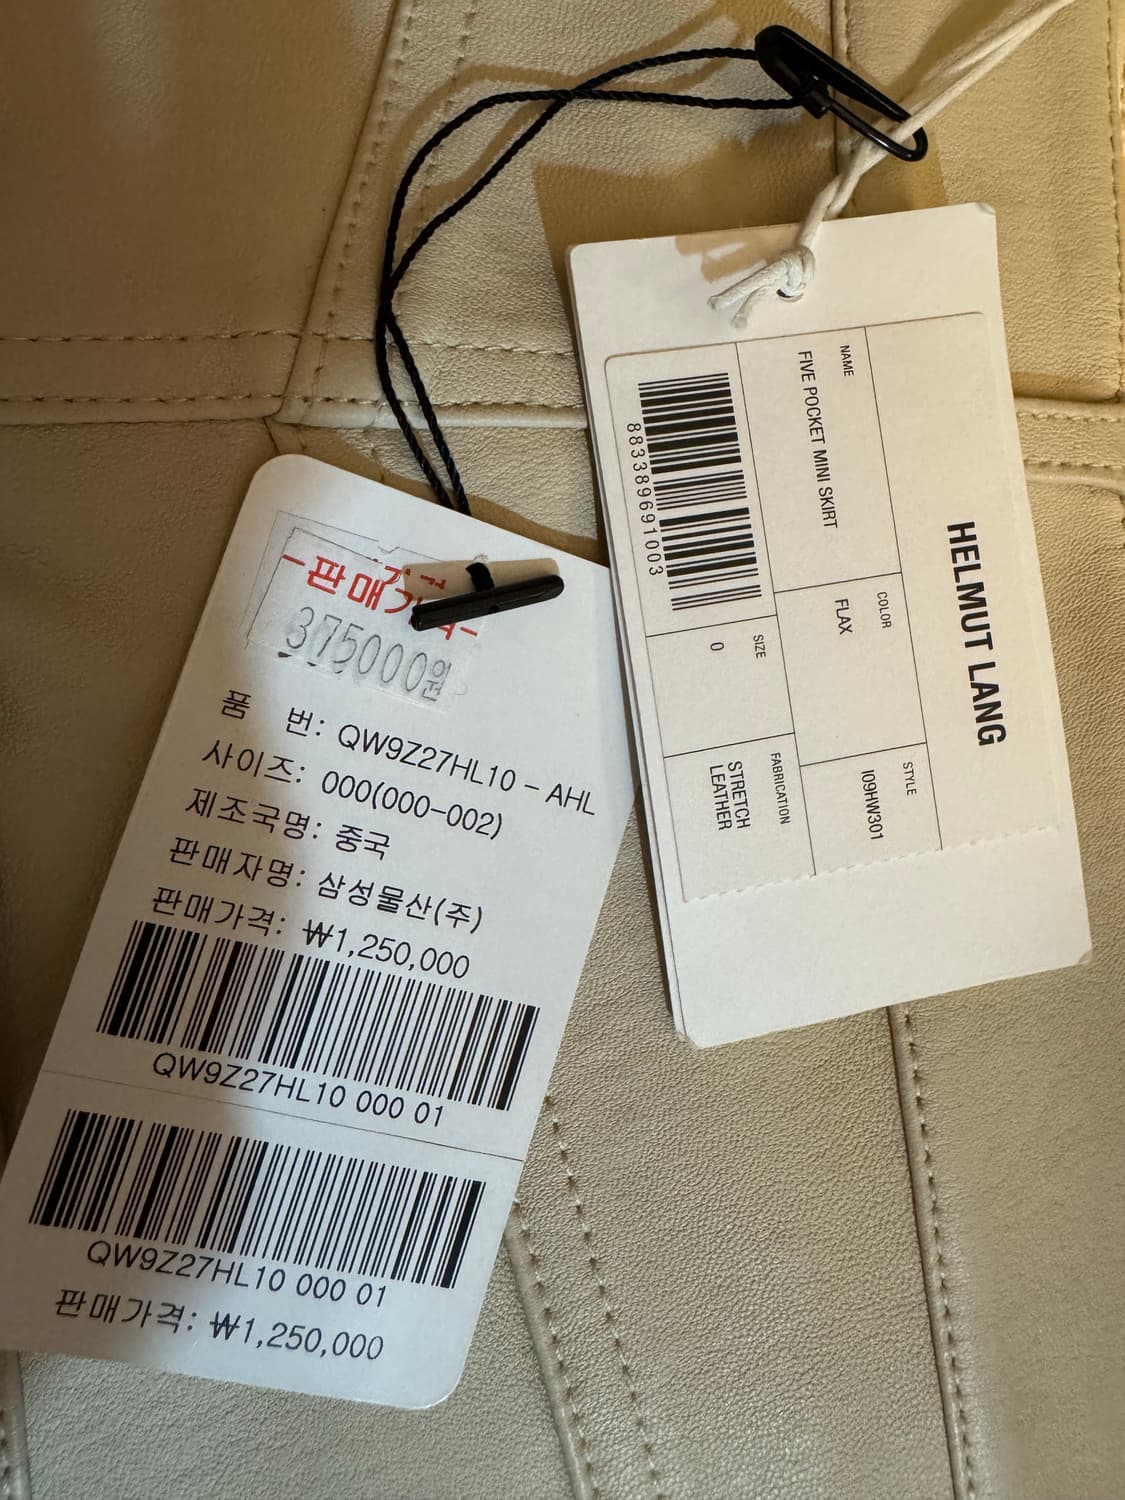 -판매가격-
375000원
품 번: QW9Z27HL10 - AHL
사이즈: 000(000-002)
제조국명: 중국
판매자명: 삼성물산(주)
판매가격: ₩1,250,000
QW9Z27HL10 000 01
QW9Z27HL10 000 01
판매가격: ₩1,250,000
HELMUT LANG
NAME
FIVE POCKET MINI SKIRT
COLOR
FLAX
STYLE
I09HW301
883389691003
SIZE
0
FABRICATION
STRETCH
LEATHER